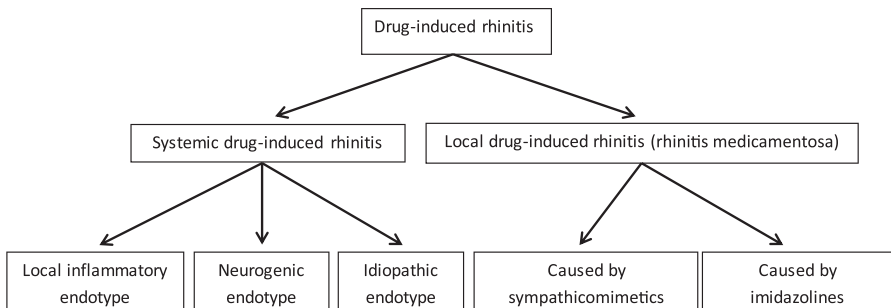 Drug-induced rhinitis
Systemic drug-induced rhinitis
Local drug-induced rhinitis (rhinitis medicamentosa)
Local inflammatory
endotype
Neurogenic
endotype
Idiopathic
endotype
Caused by
sympathicomimetics
Caused by
imidazolines